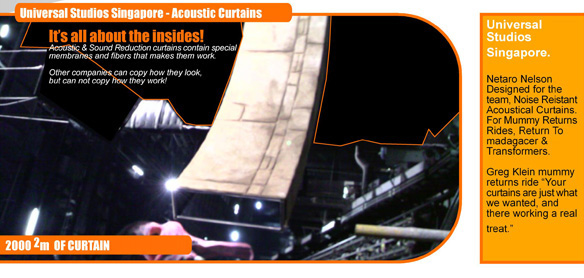 Universal Studios Singapore - Acoustic Curtains
It's all about the insides!
Acoustic & Sound Reduction curtains contain special
membranes and fibers that makes them work.
Other companies can copy how they look,
but can not copy how they work!
2000 2m OF CURTAIN
Universal
Studios
Singapore.
Netaro Nelson
Designed for the
team, Noise Reistant
Acoustical Curtains.
For Mummy Returns
Rides, Return To
madagacer &
Transformers.
Greg Klein mummy
returns ride "Your
curtains are just what
we wanted, and
there working a real
treat."